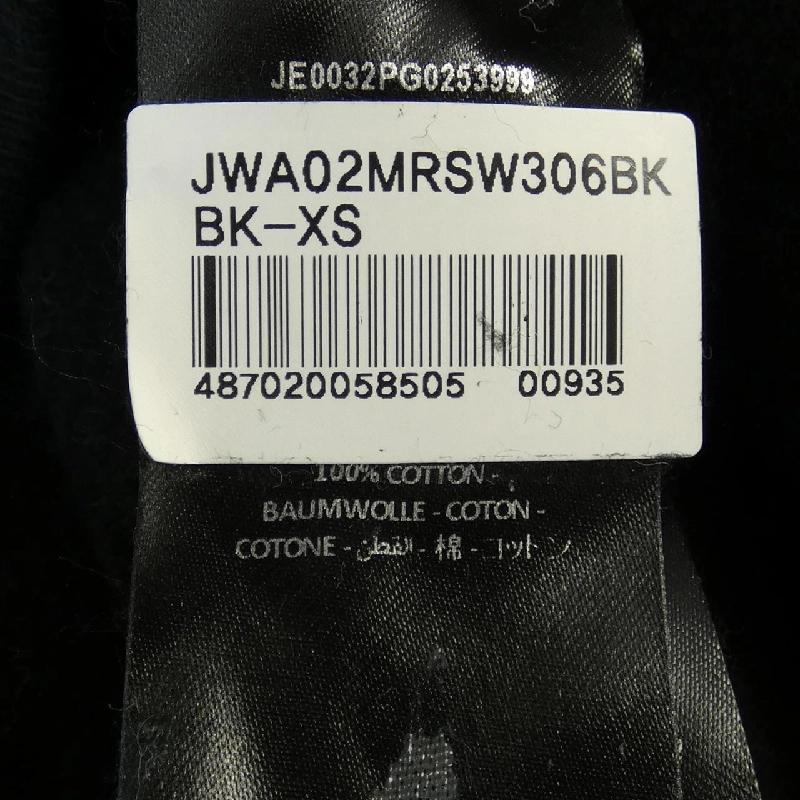 JE0032PG0253999
JWA02MRSW306BK
BK-XS
487020058505 00935
100% COTTON -
BAUMWOLLE - COTON -
COTONE - القطن - 棉 - コットン